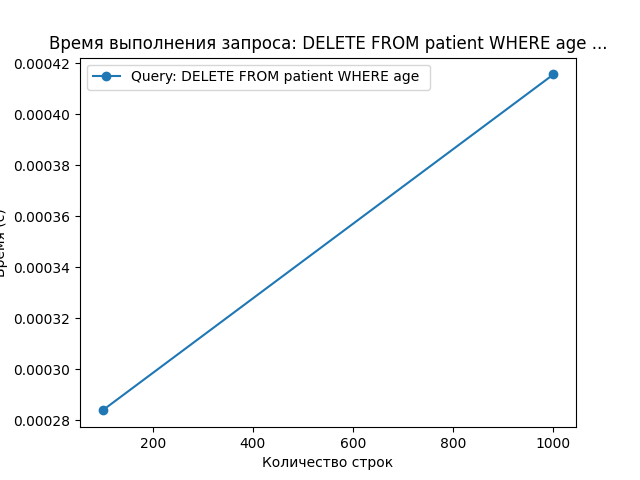 Время выполнения запроса: DELETE FROM patient WHERE age ...
Query: DELETE FROM patient WHERE age
0.00042
0.00040
0.00038
0.00036
0.00034
0.00032
0.00030
0.00028
Время (с)
200 400 600 800 1000
Количество строк